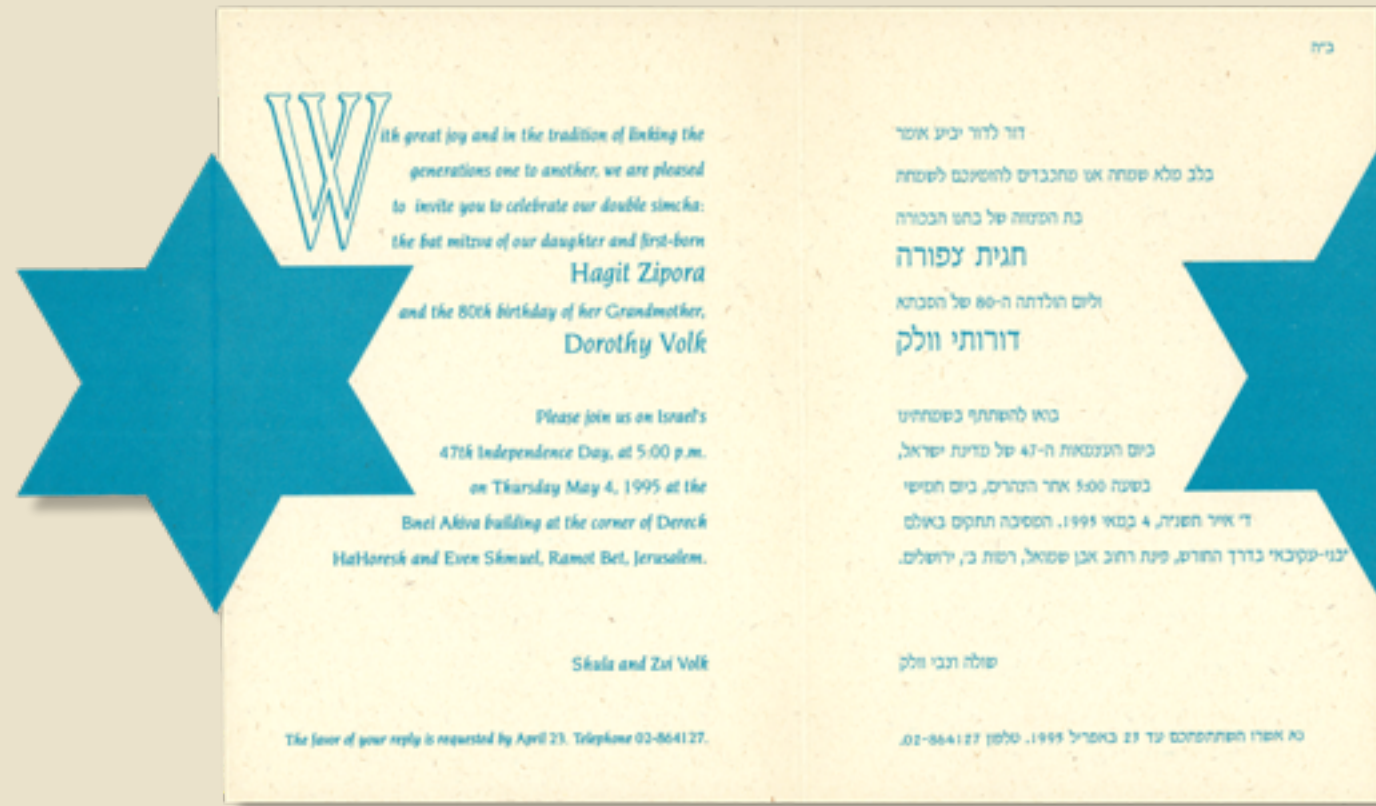 With great joy and in the tradition of linking the
generations one to another, we are pleased
to invite you to celebrate our double simcha:
the bat mitzva of our daughter and first-born
Hagit Zipora
and the 80th birthday of her Grandmother,
Dorothy Volk
Please join us on Israel's
47th Independence Day, at 5:00 p.m.
on Thursday May 4, 1995 at the
Bnei Akiva building at the corner of Derech
HaHoresh and Even Shmuel, Ramot Bet, Jerusalem.
Shula and Zvi Volk
The favor of your reply is requested by April 23. Telephone 02-864127.
ב"ה
דור לדור יביע אומר
בלב מלא שמחה אנו מתכבדים להזמינכם לשמחת
בת המצווה של בתנו הבכורה
חגית צפורה
וליום הולדתה ה-80 של הסבתא
דורותי וולק
בואו להשתתף בשמחתינו
ביום העצמאות ה-47 של מדינת ישראל,
בשעה 5:00 אחר הצהרים, ביום חמישי
ד' אייר תשנ"ה, 4 במאי 1995. המסיבה תתקים באולם
'בני-עקיבא' בדרך החורש, פינת רחוב אבן שמואל, רמות ב', ירושלים.
שולה וצבי וולק
נא אשרו השתתפתכם עד 23 באפריל 1995. טלפון 02-864127.